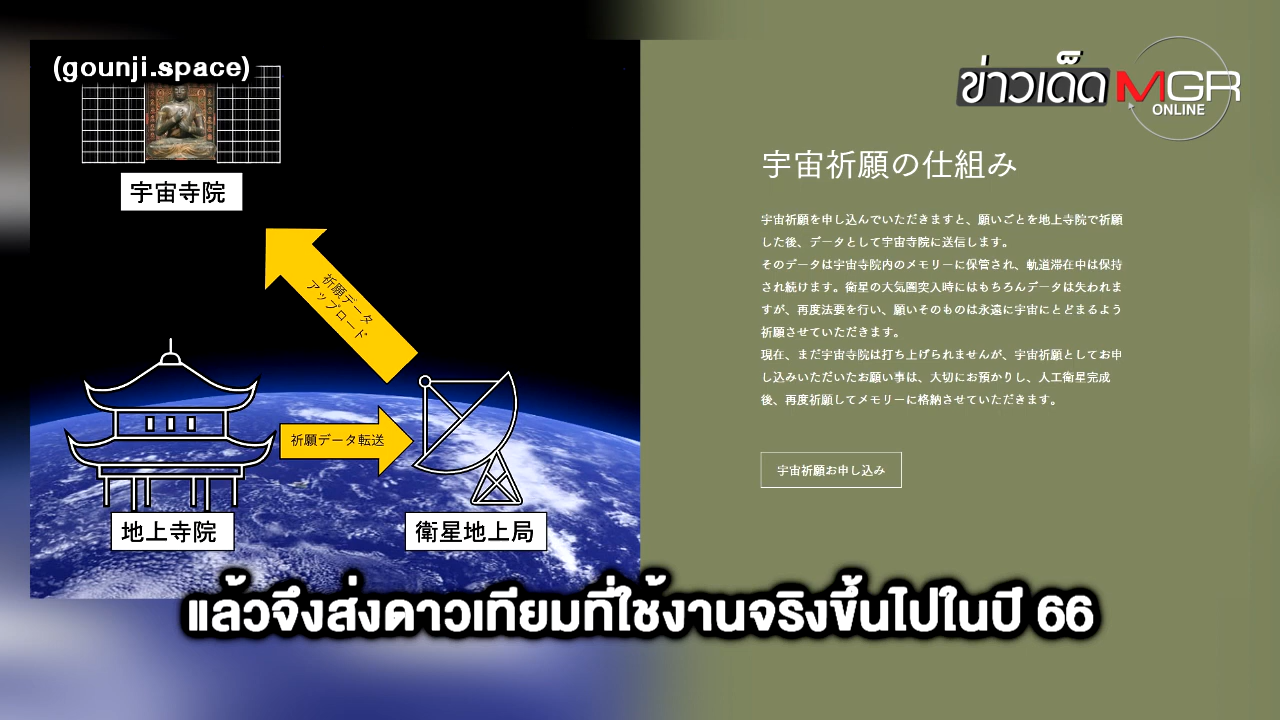 (gounji.space)
宇宙寺院
祈願データ
アップロード
祈願データ転送
地上寺院
衛星地上局
ข่าวเด็ด MGR
ONLINE
宇宙祈願の仕組み
宇宙祈願を申し込んでいただきますと、願いごとを地上寺院で祈願
した後、データとして宇宙寺院に送信します。
そのデータは宇宙寺院内のメモリーに保管され、軌道滞在中は保持
され続けます。衛星の大気圏突入時にはもちろんデータは失われま
すが、再度法要を行い、願いそのものは永遠に宇宙にとどまるよう
祈願させていただきます。
現在、まだ宇宙寺院は打ち上げられませんが、宇宙祈願としてお申
し込みいただいたお願い事は、大切にお預かりし、人工衛星完成
後、再度祈願してメモリーに格納させていただきます。
宇宙祈願お申し込み
แล้วจึงส่งดาวเทียมที่ใช้งานจริงขึ้นไปในปี 66